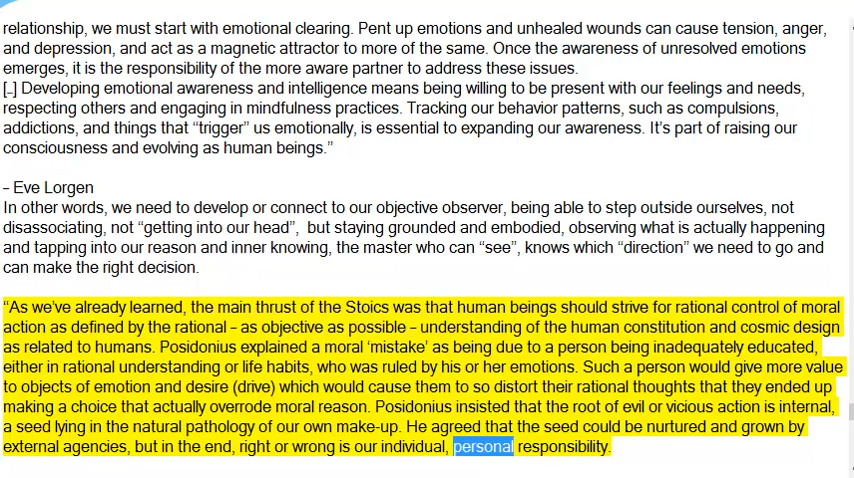 relationship, we must start with emotional clearing. Pent up emotions and unhealed wounds can cause tension, anger,
and depression, and act as a magnetic attractor to more of the same. Once the awareness of unresolved emotions
emerges, it is the responsibility of the more aware partner to address these issues.
[..] Developing emotional awareness and intelligence means being willing to be present with our feelings and needs,
respecting others and engaging in mindfulness practices. Tracking our behavior patterns, such as compulsions,
addictions, and things that “trigger” us emotionally, is essential to expanding our awareness. It’s part of raising our
consciousness and evolving as human beings.”
– Eve Lorgen
In other words, we need to develop or connect to our objective observer, being able to step outside ourselves, not
disassociating, not “getting into our head”,  but staying grounded and embodied, observing what is actually happening
and tapping into our reason and inner knowing, the master who can “see”, knows which “direction” we need to go and
can make the right decision.
“As we’ve already learned, the main thrust of the Stoics was that human beings should strive for rational control of moral
action as defined by the rational – as objective as possible – understanding of the human constitution and cosmic design
as related to humans. Posidonius explained a moral ‘mistake’ as being due to a person being inadequately educated,
either in rational understanding or life habits, who was ruled by his or her emotions. Such a person would give more value
to objects of emotion and desire (drive) which would cause them to so distort their rational thoughts that they ended up
making a choice that actually overrode moral reason. Posidonius insisted that the root of evil or vicious action is internal,
a seed lying in the natural pathology of our own make-up. He agreed that the seed could be nurtured and grown by
external agencies, but in the end, right or wrong is our individual, personal responsibility.